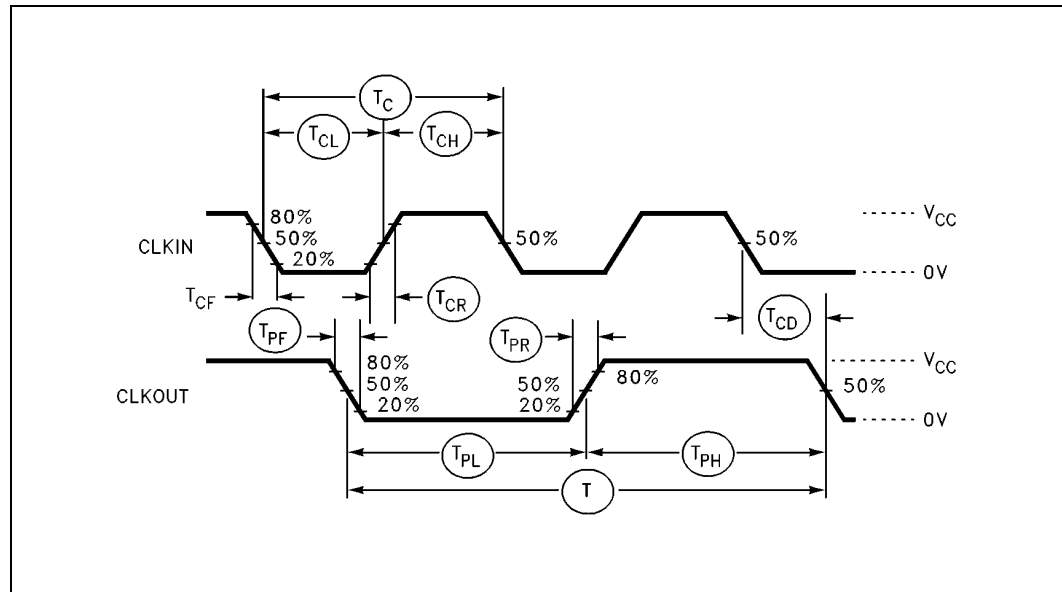 T_C
T_CL T_CH
80%
50%
20%
50%
50%
V_CC
0V
CLKIN
T_CF
T_CR
T_CD
T_PF
T_PR
80%
50%
20%
50%
20%
80%
50%
V_CC
0V
CLKOUT
T_PL T_PH
T